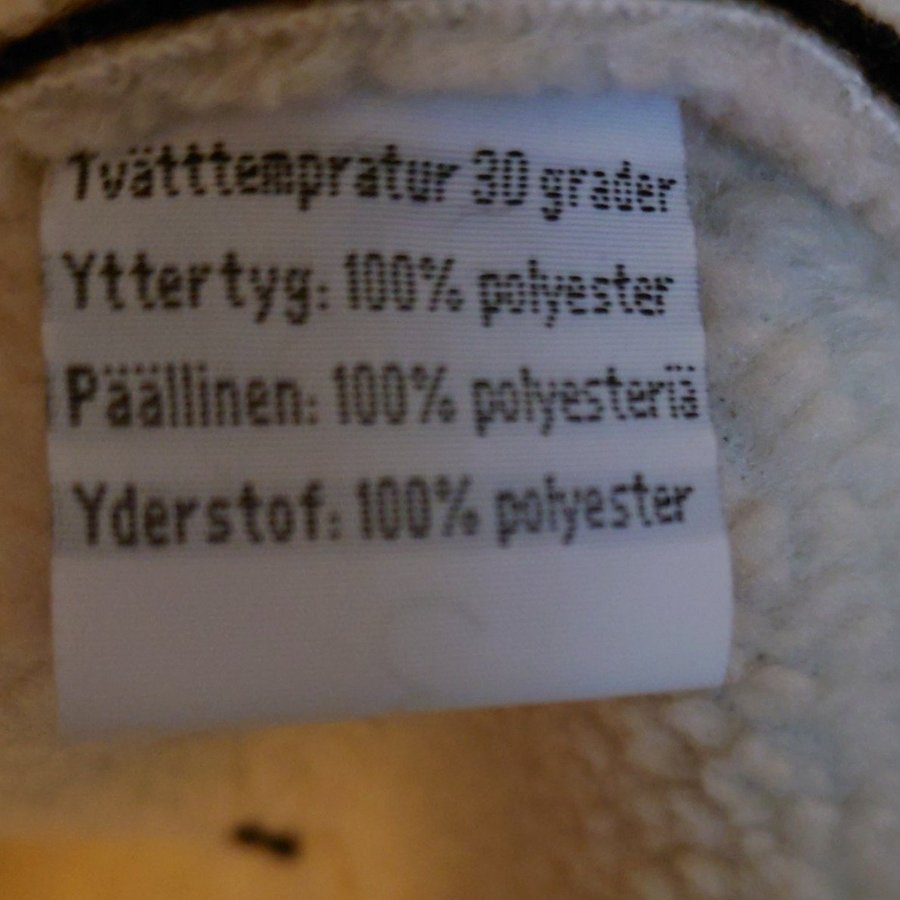 Tvätttempratur 30 grader
Yttertyg: 100% polyester
Päällinen: 100% polyesteriä
Yderstof: 100% polyester